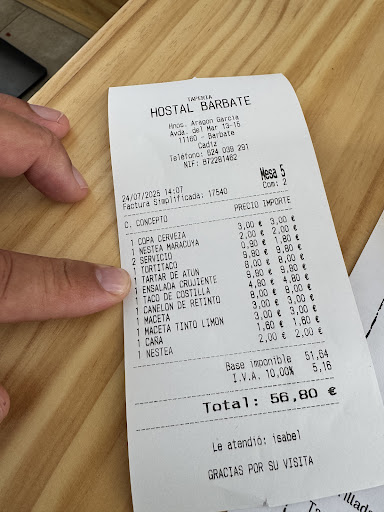 TAPERIA
HOSTAL BARBATE
Hnos. Aragon Garcia
Avda. del Mar 13-15
11160 - Barbate
Cadiz
Teléfono: 624 038 291
NIF: B72281462
Mesa 5
24/07/2025 14:07 Com: 2
Factura Simplificada: 17540
C. CONCEPTO PRECIO IMPORTE
1 COPA CERVEZA 3,00 € 3,00 €
1 NESTEA MARACUYA 2,00 € 2,00 €
2 SERVICIO 0,90 € 1,80 €
1 TORTITACO 9,80 € 9,80 €
1 TARTAR DE ATUN 8,00 € 8,00 €
1 ENSALADA CRUJIENTE 9,80 € 9,80 €
1 TACO DE COSTILLA 4,80 € 4,80 €
1 CANELON DE RETINTO 8,00 € 8,00 €
1 MACETA 3,00 € 3,00 €
1 MACETA TINTO LIMON 3,00 € 3,00 €
1 CAÑA 1,60 € 1,60 €
1 NESTEA 2,00 € 2,00 €
Base imponible 51,64
I.V.A. 10,00% 5,16
Total: 56,80 €
Le atendió: isabel
GRACIAS POR SU VISITA